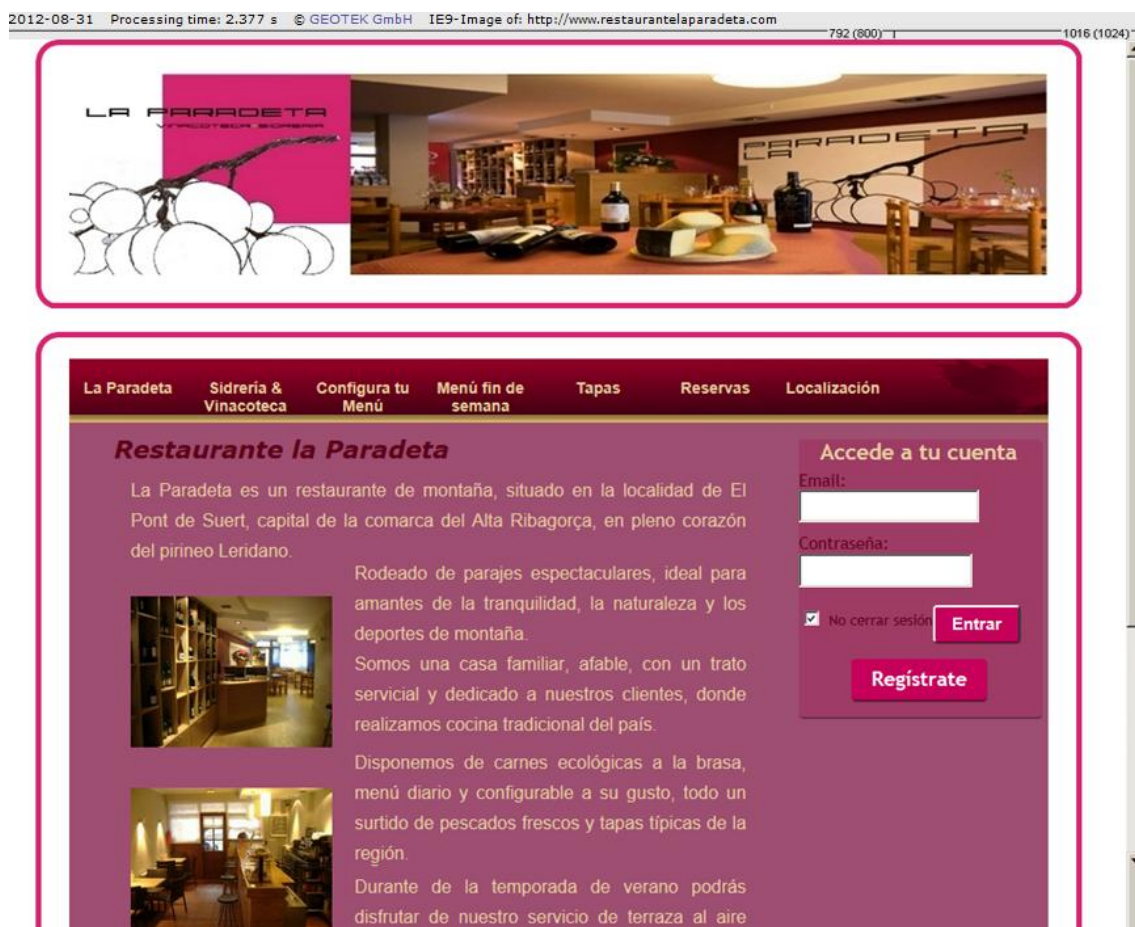 2012-08-31 Processing time: 2.377 s © GEOTEK GmbH IE9-Image of: http://www.restaurantelaparadeta.com
792 (800) 1016 (1024)
LA PARADETA
VINACOTECA SIDRERIA
PARADETA
LA
La Paradeta Sidrería & Vinacoteca Configura tu Menú Menú fin de semana Tapas Reservas Localización
Restaurante la Paradeta
La Paradeta es un restaurante de montaña, situado en la localidad de El
Pont de Suert, capital de la comarca del Alta Ribagorça, en pleno corazón
del pirineo Leridano.
Rodeado de parajes espectaculares, ideal para
amantes de la tranquilidad, la naturaleza y los
deportes de montaña.
Somos una casa familiar, afable, con un trato
servicial y dedicado a nuestros clientes, donde
realizamos cocina tradicional del país.
Disponemos de carnes ecológicas a la brasa,
menú diario y configurable a su gusto, todo un
surtido de pescados frescos y tapas típicas de la
región.
Durante de la temporada de verano podrás
disfrutar de nuestro servicio de terraza al aire
Accede a tu cuenta
Email:
Contraseña:
No cerrar sesión Entrar
Regístrate